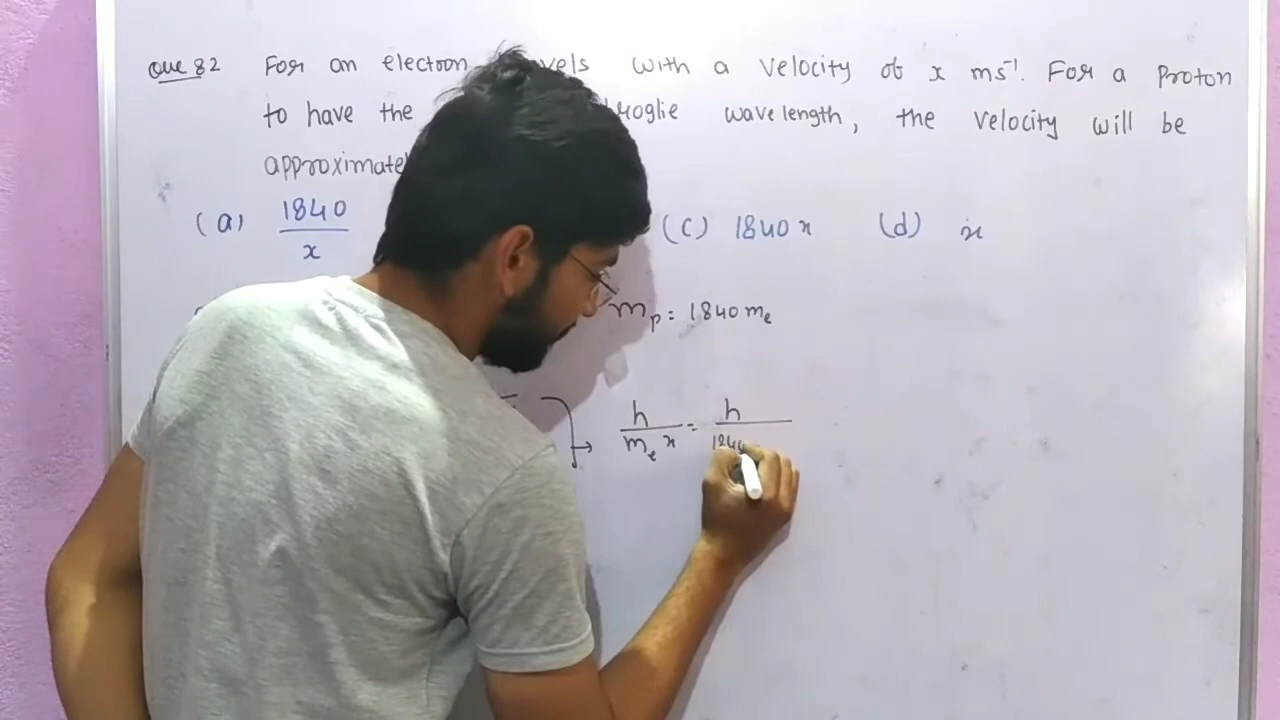 Que 82 For an electron with a velocity of x ms⁻¹. For a Proton
to have the wave length, the velocity will be
(a) 1840/x (c) 1840x (d) x
mp = 1840 me
h/(me x) = h/